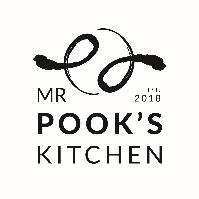 MR
EST.
2018
POOK'S
KITCHEN